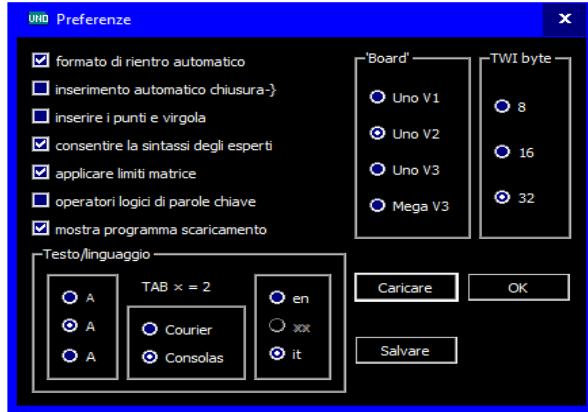 UNO Preferenze x
formato di rientro automatico
inserimento automatico chiusura-}
inserire i punti e virgola
consentire la sintassi degli esperti
applicare limiti matrice
operatori logici di parole chiave
mostra programma scaricamento
'Board'
Uno V1
Uno V2
Uno V3
Mega V3
TWI byte
8
16
32
Testo/linguaggio
A
A
A
TAB × = 2
Courier
Consolas
en
xx
it
Caricare
OK
Salvare